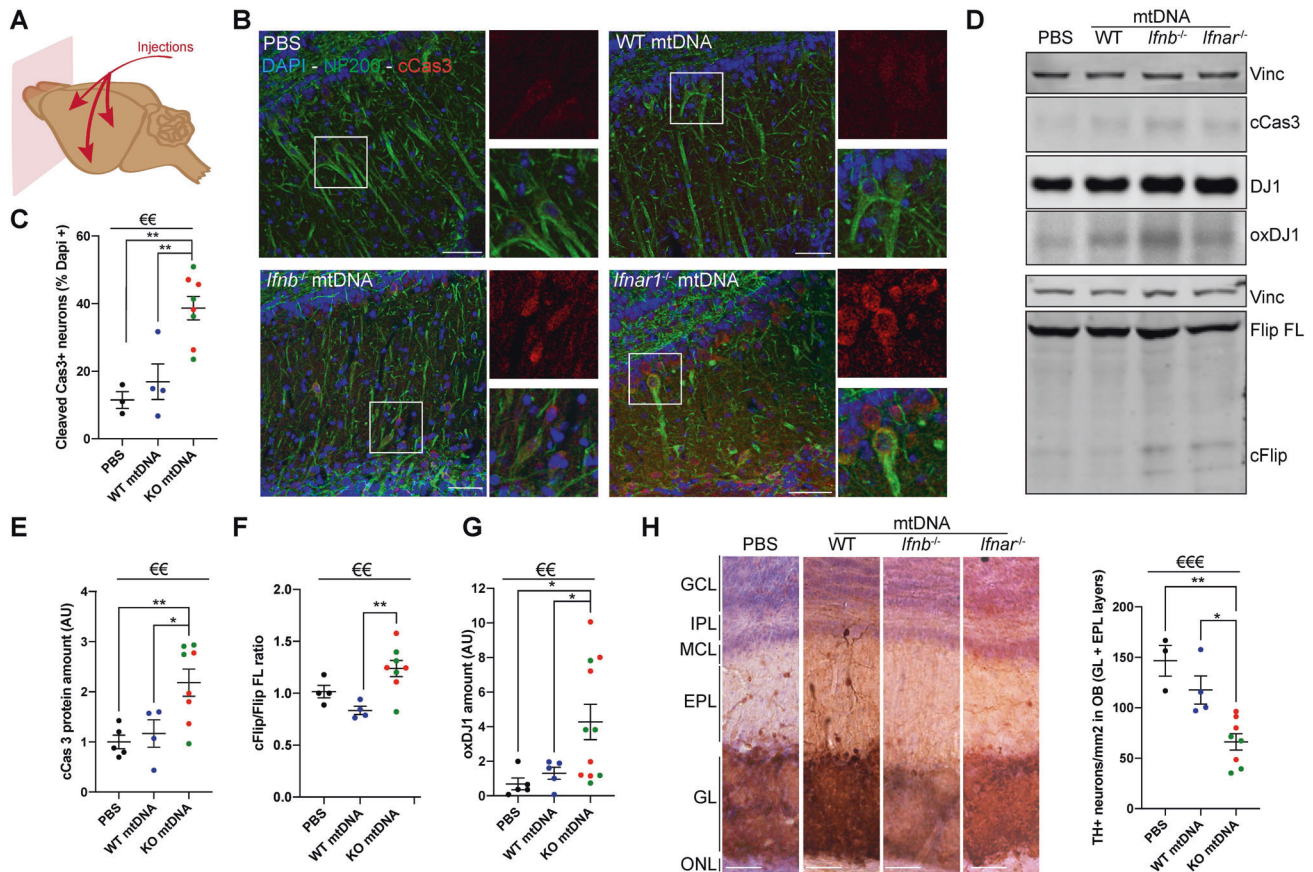 A
Injections
B
PBS
DAPI - NF200 - cCas3
WT mtDNA
Ifnb-/- mtDNA
Ifnar1-/- mtDNA
C
€€
**
**
Cleaved Cas3+ neurons (% Dapi +)
60
40
20
0
PBS
WT mtDNA
KO mtDNA
D
mtDNA
PBS WT Ifnb-/- Ifnar-/-
Vinc
cCas3
DJ1
oxDJ1
Vinc
Flip FL
cFlip
E
€€
**
*
cCas 3 protein amount (AU)
4
3
2
1
0
PBS
WT mtDNA
KO mtDNA
F
€€
**
cFlip/Flip FL ratio
2.0
1.5
1.0
0.5
0.0
PBS
WT mtDNA
KO mtDNA
G
€€
*
*
oxDJ1 amount (AU)
12
10
8
6
4
2
0
PBS
WT mtDNA
KO mtDNA
H
mtDNA
PBS WT Ifnb-/- Ifnar-/-
GCL
IPL
MCL
EPL
GL
ONL
€€€
**
*
TH+ neurons/mm2 in OB (GL + EPL layers)
200
150
100
50
0
PBS
WT mtDNA
KO mtDNA